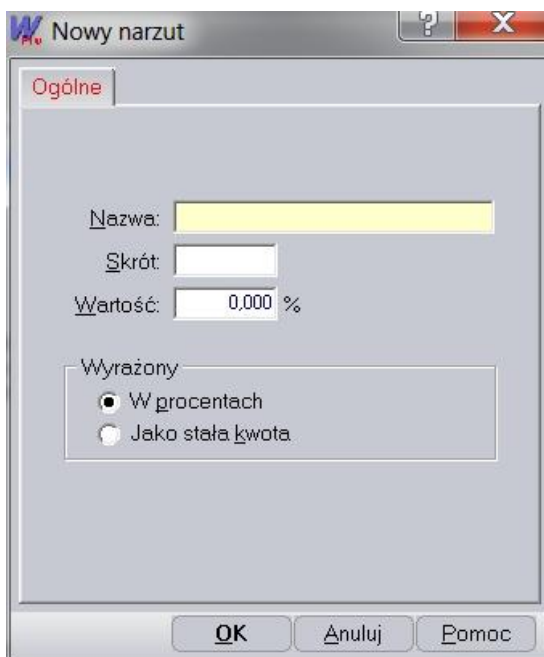 Nowy narzut
Ogólne
Nazwa:
Skrót:
Wartość: 0,000 %
Wyrażony
W procentach
Jako stała kwota
OK Anuluj Pomoc